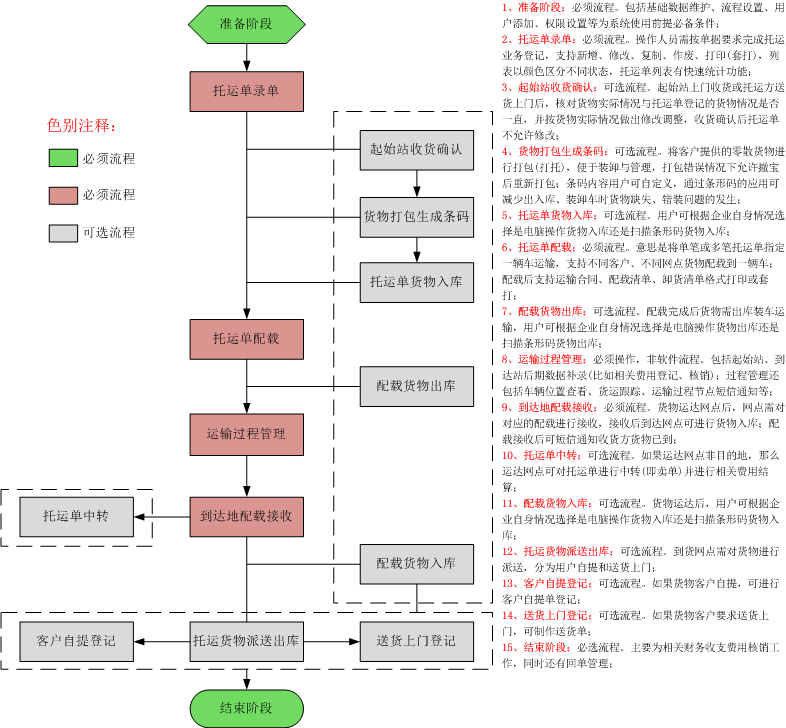 准备阶段
托运单录单
色别注释：
必须流程
必须流程
可选流程
起始站收货确认
货物打包生成条码
托运单货物入库
托运单配载
配载货物出库
运输过程管理
托运单中转
到达地配载接收
配载货物入库
客户自提登记
托运货物派送出库
送货上门登记
结束阶段
1、准备阶段：必须流程。包括基础数据维护、流程设置、用
户添加、权限设置等为系统使用前提必备条件；
2、托运单录单：必须流程。操作人员需按单据要求完成托运
业务登记，支持新增、修改、复制、作废、打印(套打)，列
表以颜色区分不同状态，托运单列表有快速统计功能；
3、起始站收货确认：可选流程。起始站上门收货或托运方送
货上门后，核对货物实际情况与托运单登记的货物情况是否
一直，并按货物实际情况做出修改调整，收货确认后托运单
不允许修改；
4、货物打包生成条码：可选流程。将客户提供的零散货物进
行打包(打托)，便于装卸与管理，打包错误情况下允许撤宝
后重新打包；条码内容用户可自定义，通过条形码的应用可
减少出入库、装卸车时货物缺失、错装问题的发生；
5、托运单货物入库：可选流程。用户可根据企业自身情况选
择是电脑操作货物入库还是扫描条形码货物入库；
6、托运单配载：必须流程。意思是将单笔或多笔托运单指定
一辆车运输，支持不同客户、不同网点货物配载到一辆车；
配载后支持运输合同、配载清单、卸货清单格式打印或套
打；
7、配载货物出库：可选流程。配载完成后货物需出库装车运
输，用户可根据企业自身情况选择是电脑操作货物出库还是
扫描条形码货物出库；
8、运输过程管理：必须操作，非软件流程。包括起始站、到
达站后期数据补录(比如相关费用登记、核销)；过程管理还
包括车辆位置查看、货运跟踪、运输过程节点短信通知等；
9、到达地配载接收：必须流程。货物运达网点后，网点需对
对应的配载进行接收，接收后到达网点可进行货物入库；配
载接收后可短信通知收货方货物已到；
10、托运单中转：可选流程。如果运达网点非目的地，那么
运达网点可对托运单进行中转(即卖单)并进行相关费用结
算；
11、配载货物入库：可选流程。货物运达后，用户可根据企
业自身情况选择是电脑操作货物入库还是扫描条形码货物入
库；
12、托运货物派送出库：可选流程。到货网点需对货物进行
派送，分为用户自提和送货上门；
13、客户自提登记：可选流程。如果货物客户自提，可进行
客户自提单登记；
14、送货上门登记：可选流程。如果货物客户要求送货上
门，可制作送货单；
15、结束阶段：必选流程。主要为相关财务收支费用核销工
作，同时还有回单管理；